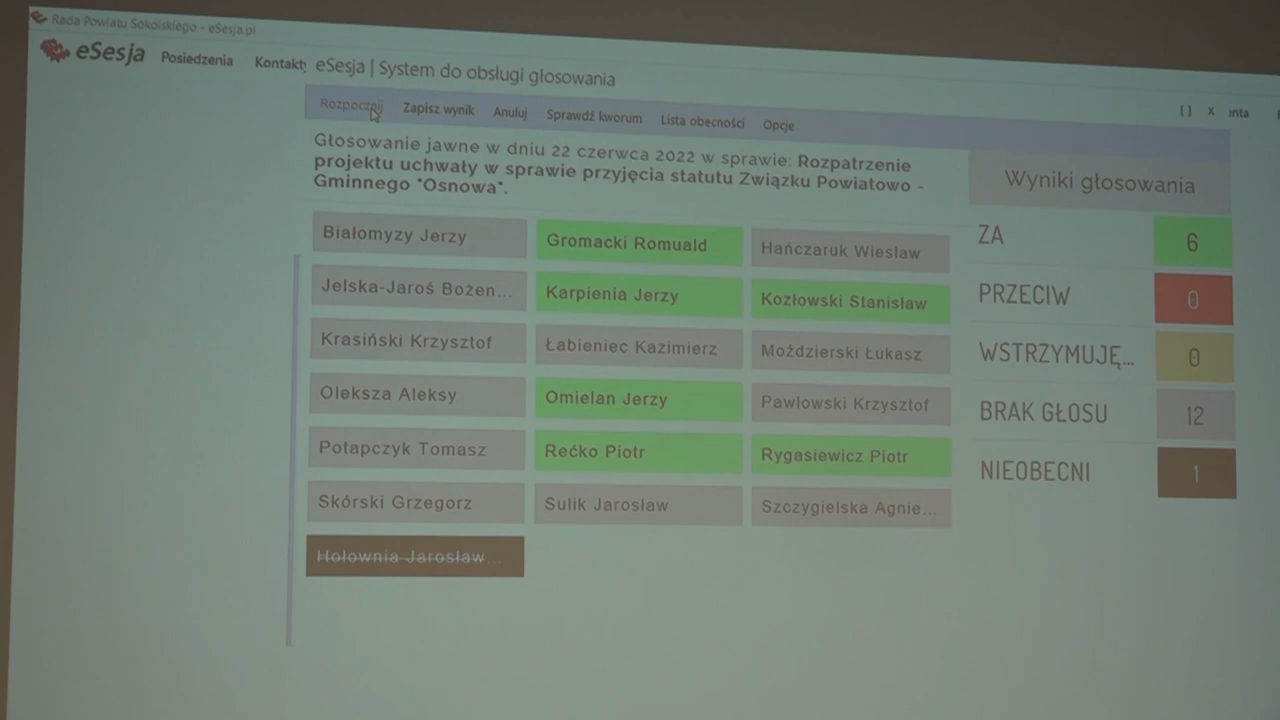 Rada Powiatu Sokólskiego - eSesja.pl
eSesja Posiedzenia Kontakt
eSesja | System do obsługi głosowania
[ ] x
Rozpocznij Zapisz wynik Anuluj Sprawdź kworum Lista obecności Opcje
Głosowanie jawne w dniu 22 czerwca 2022 w sprawie: Rozpatrzenie
projektu uchwały w sprawie przyjęcia statutu Związku Powiatowo -
Gminnego "Osnowa".
Wyniki głosowania
Białomyzy Jerzy Gromacki Romuald Hańczaruk Wiesław
Jelska-Jaroś Bożen... Karpienia Jerzy Kozłowski Stanisław
Krasiński Krzysztof Łabieniec Kazimierz Moździerski Łukasz
Oleksza Aleksy Omielan Jerzy Pawłowski Krzysztof
Potapczyk Tomasz Rećko Piotr Rygasiewicz Piotr
Skórski Grzegorz Sulik Jarosław Szczygielska Agnie...
Hołownia Jarosław...
ZA 6
PRZECIW 0
WSTRZYMUJĘ... 0
BRAK GŁOSU 12
NIEOBECNI 1